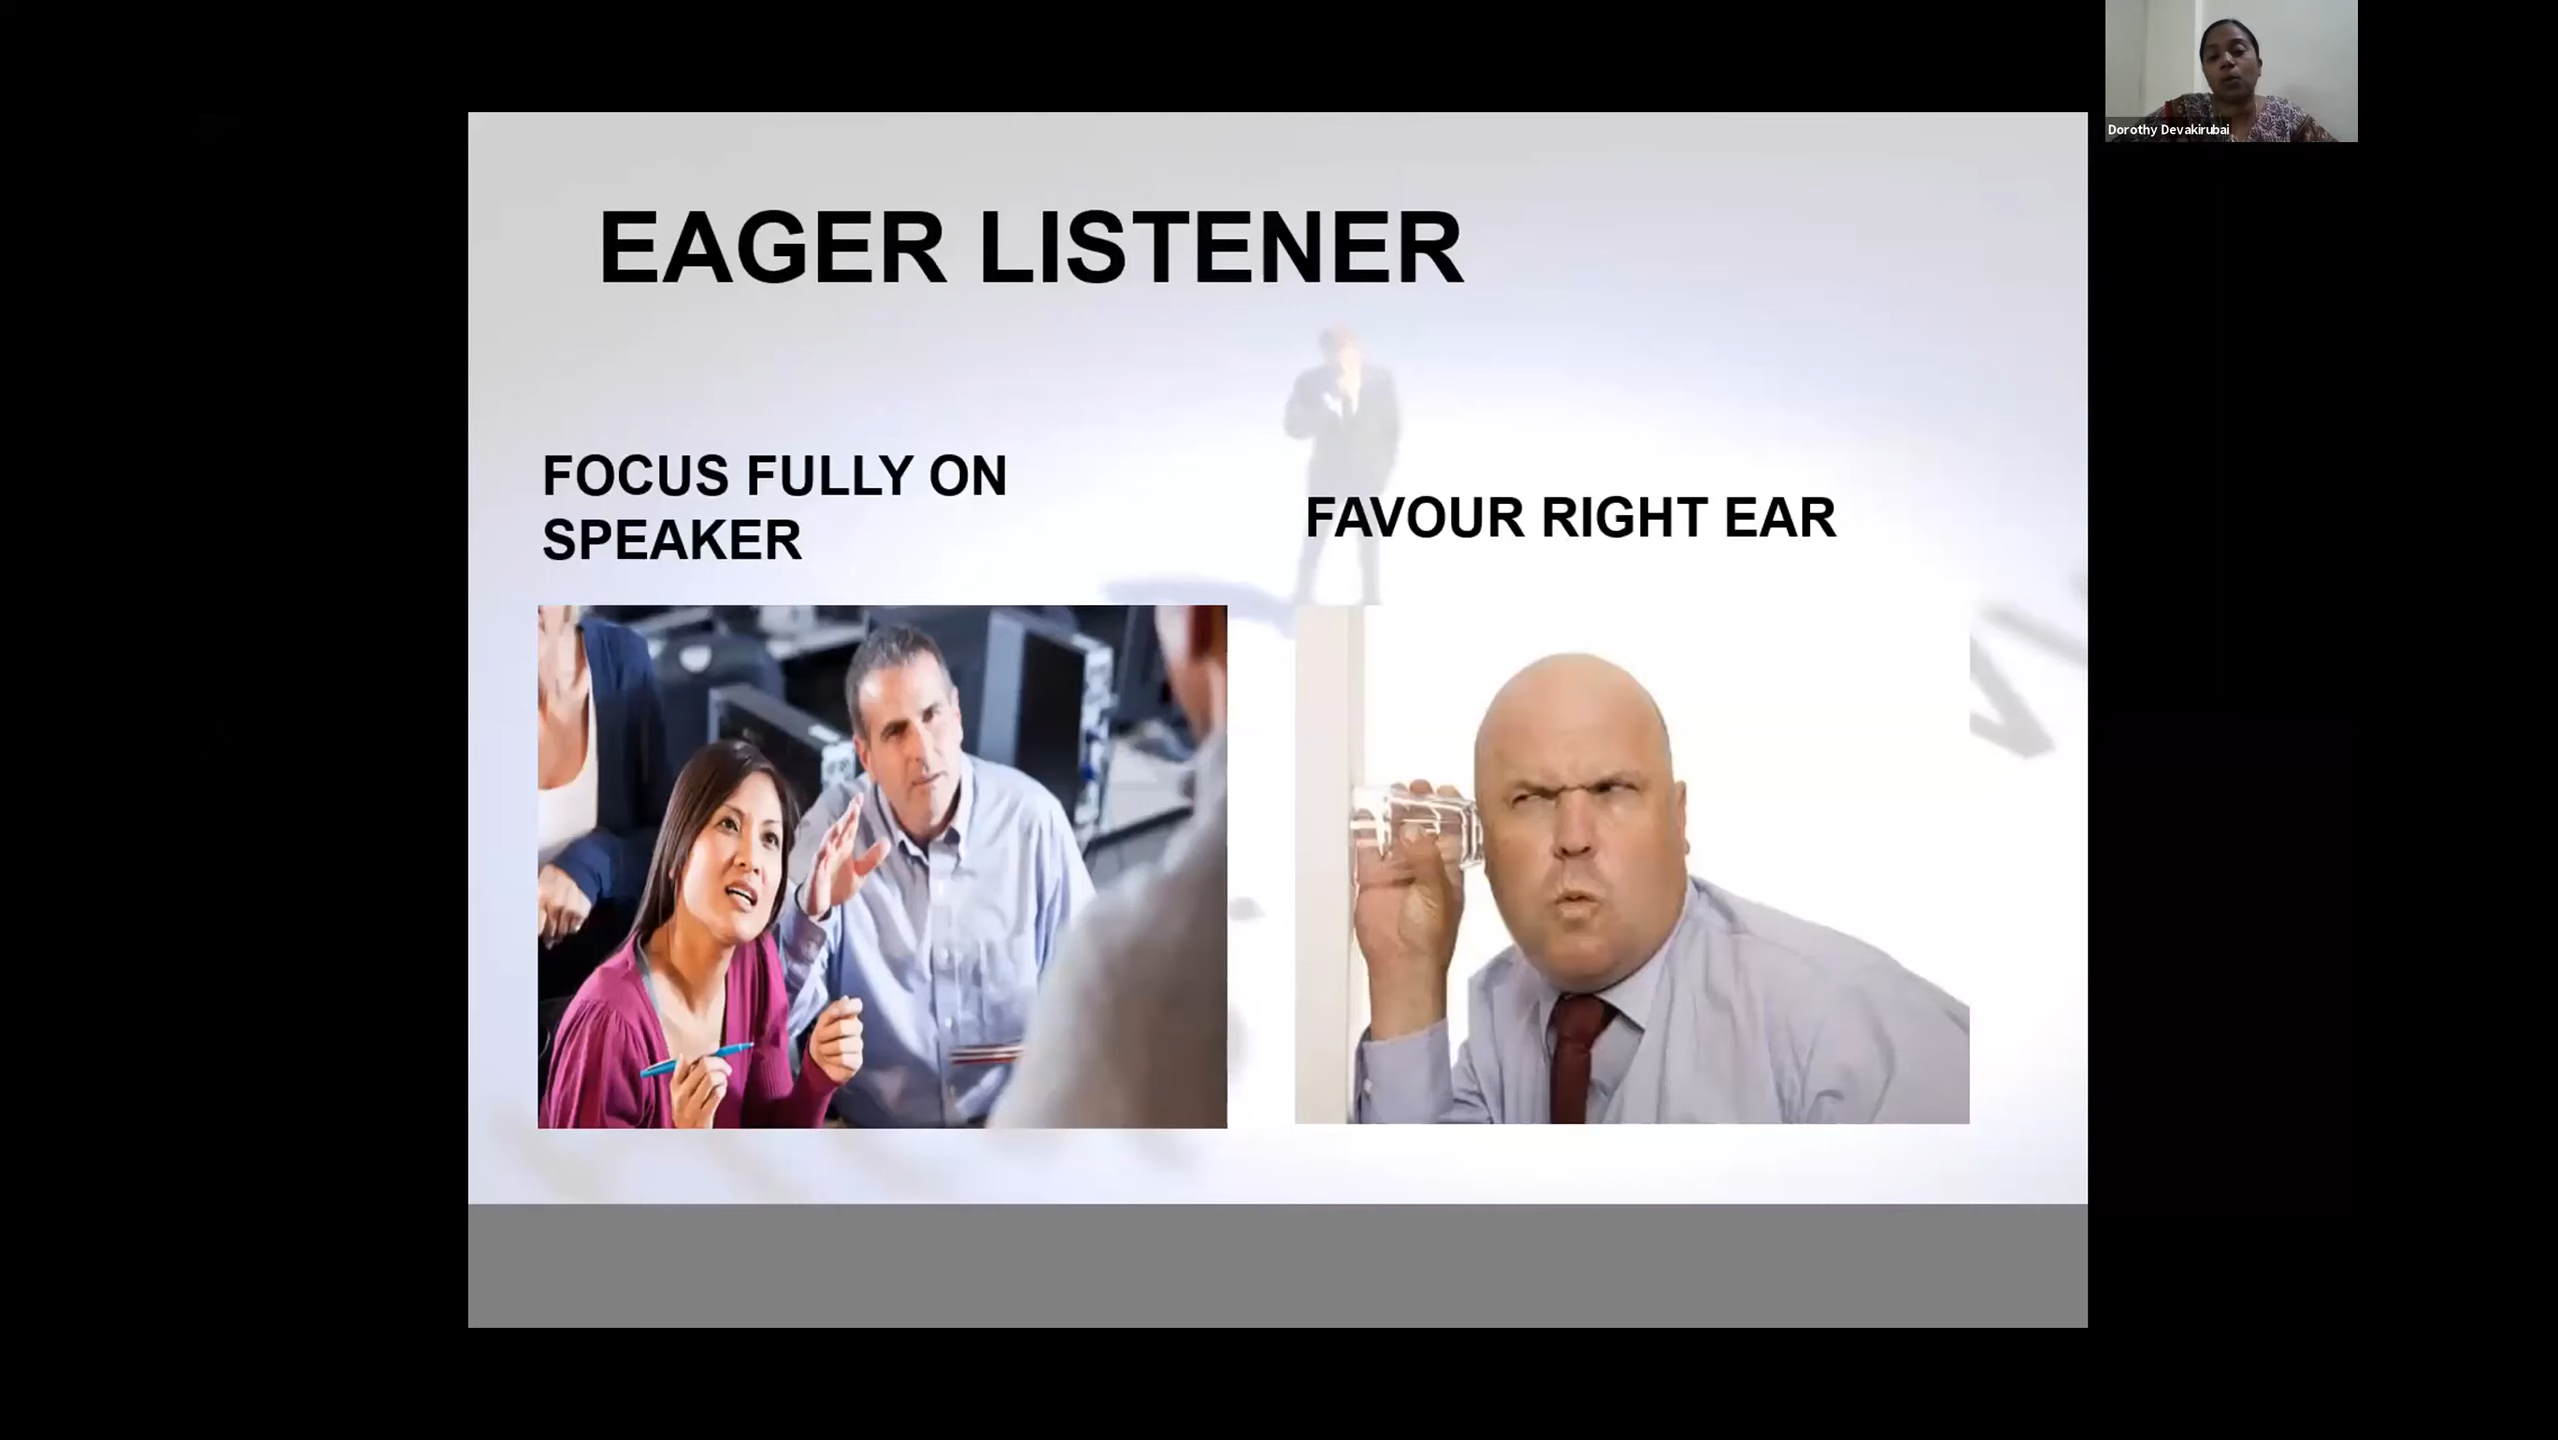 Dorothy Devakirubai
EAGER LISTENER
FOCUS FULLY ON
SPEAKER
FAVOUR RIGHT EAR